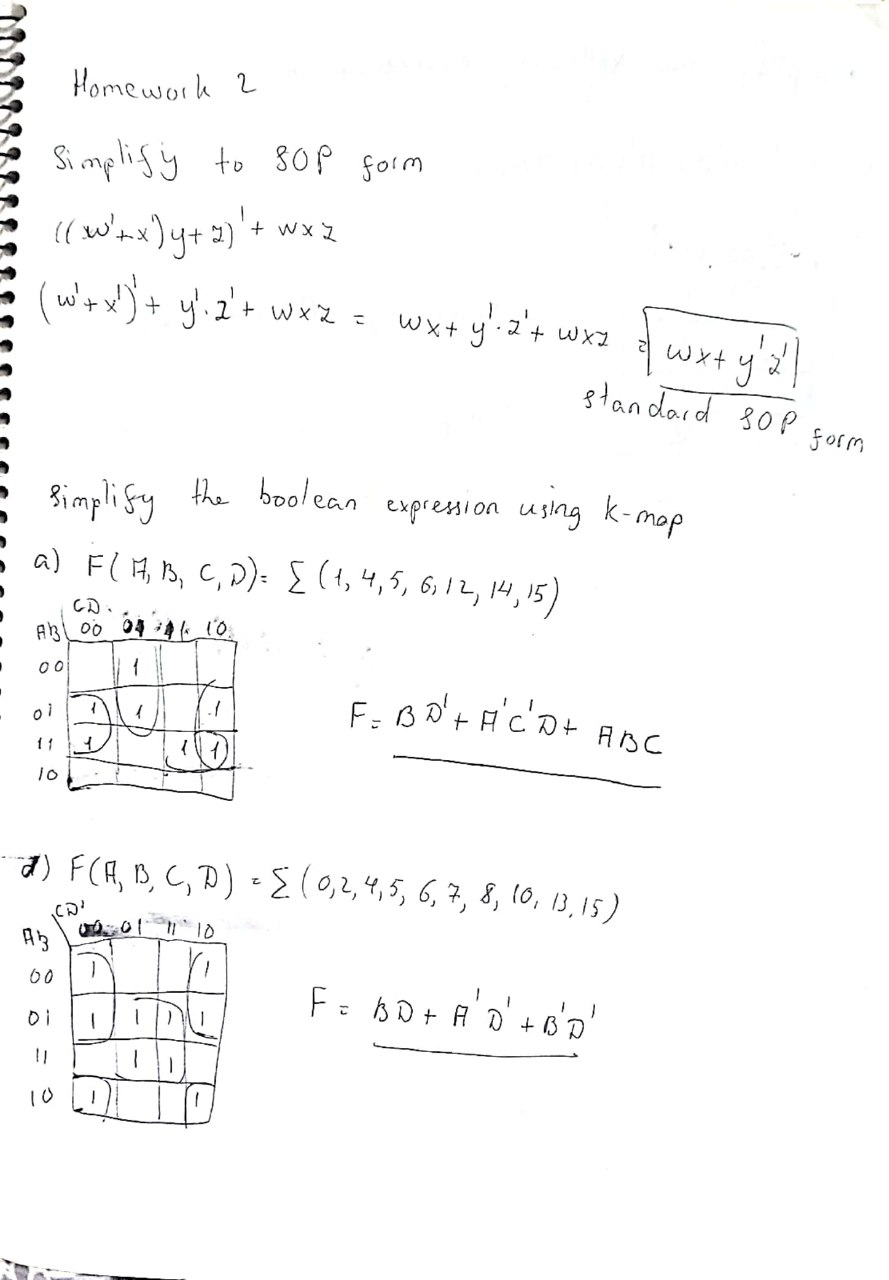 Homework 2
Simplify to SOP form
((w'+x')y+z)'+ wxz
(w'+x')'+ y'.z'+ wxz = wx+y'.z'+ wxz = wx+ y'z'
standard SOP form
Simplify the boolean expression using k-map
a) F(A, B, C, D)= Σ (1, 4, 5, 6, 12, 14, 15)
CD
AB 00 01 11 10
00 1
01 1 1 1
11 1 1 1
10
F= BD'+ A'C'D+ ABC
d) F(A, B, C, D) = Σ (0,2,4,5, 6, 7, 8, 10, 13, 15)
CD'
AB 00 01 11 10
00 1 1
01 1 1 1 1
11 1 1
10 1 1
F= BD+ A'D'+B'D'